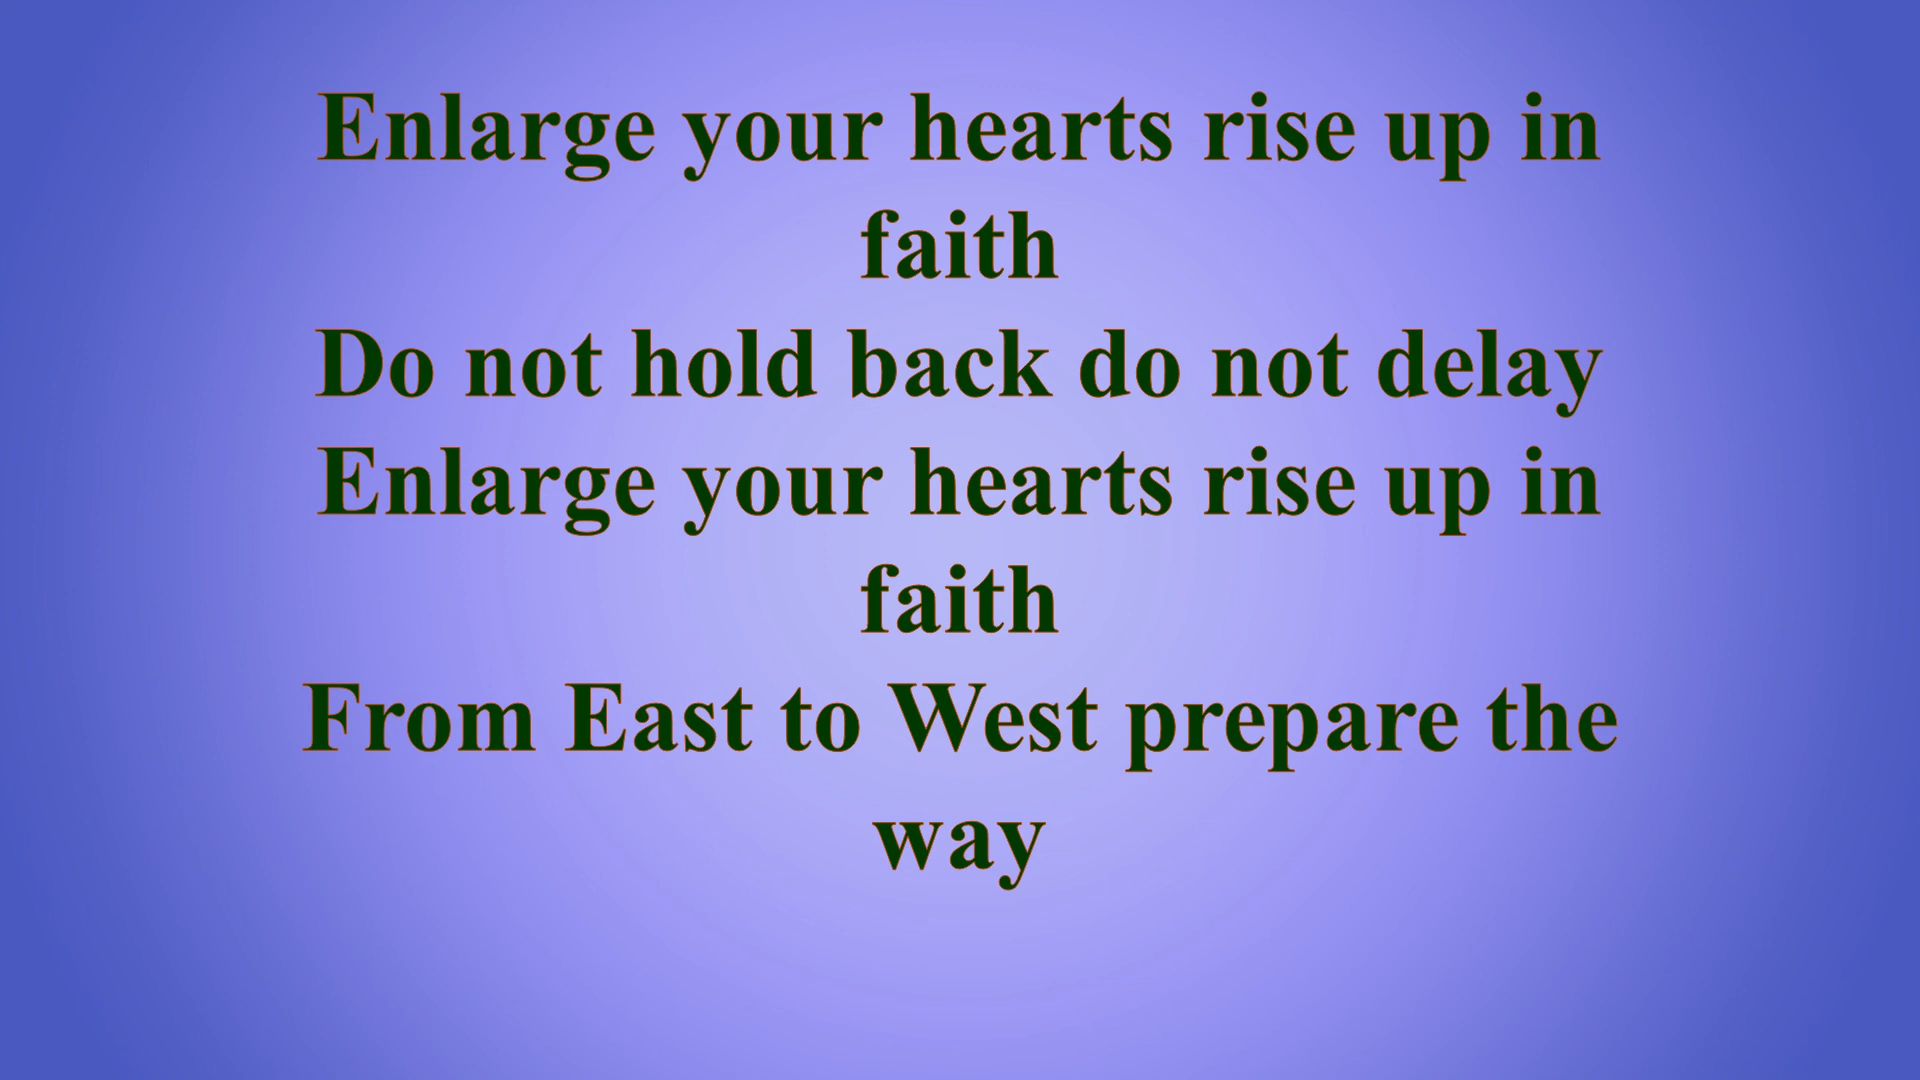 Enlarge your hearts rise up in
faith
Do not hold back do not delay
Enlarge your hearts rise up in
faith
From East to West prepare the
way